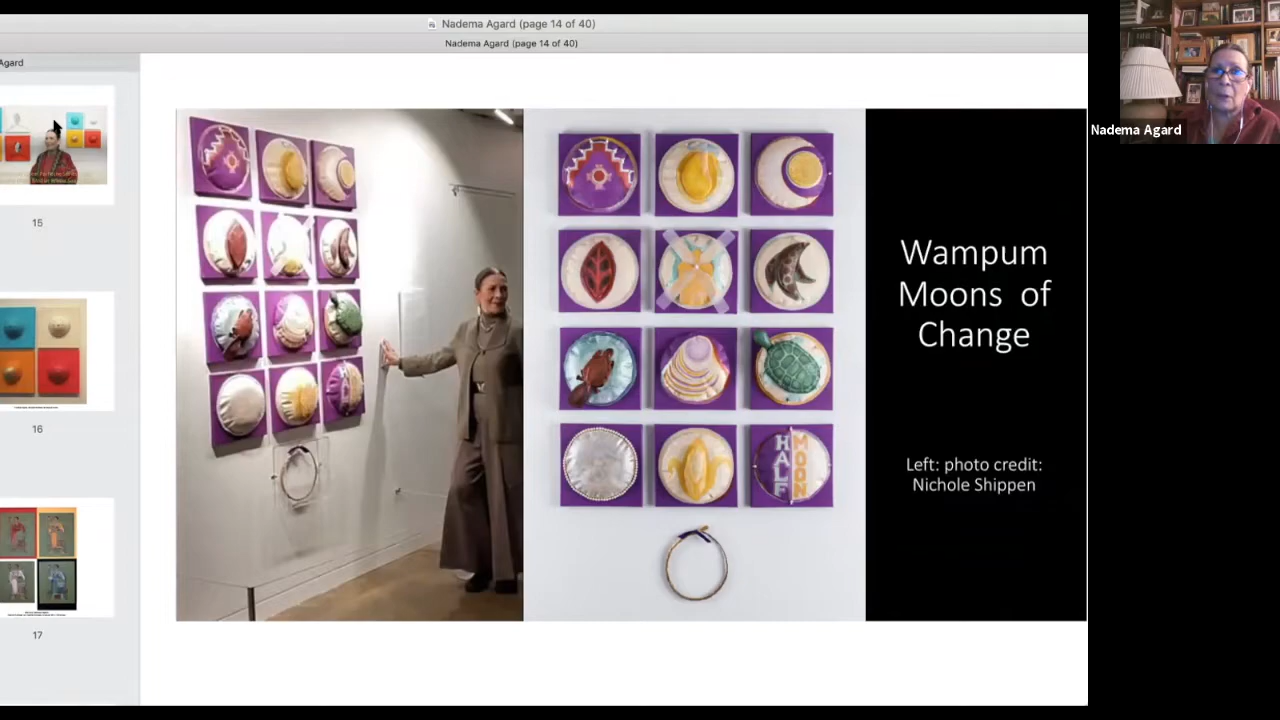 Nadema Agard (page 14 of 40)
Nadema Agard (page 14 of 40)
Agard
15
16
17
Wampum
Moons of
Change
Left: photo credit:
Nichole Shippen
HALF
MOON
Nadema Agard